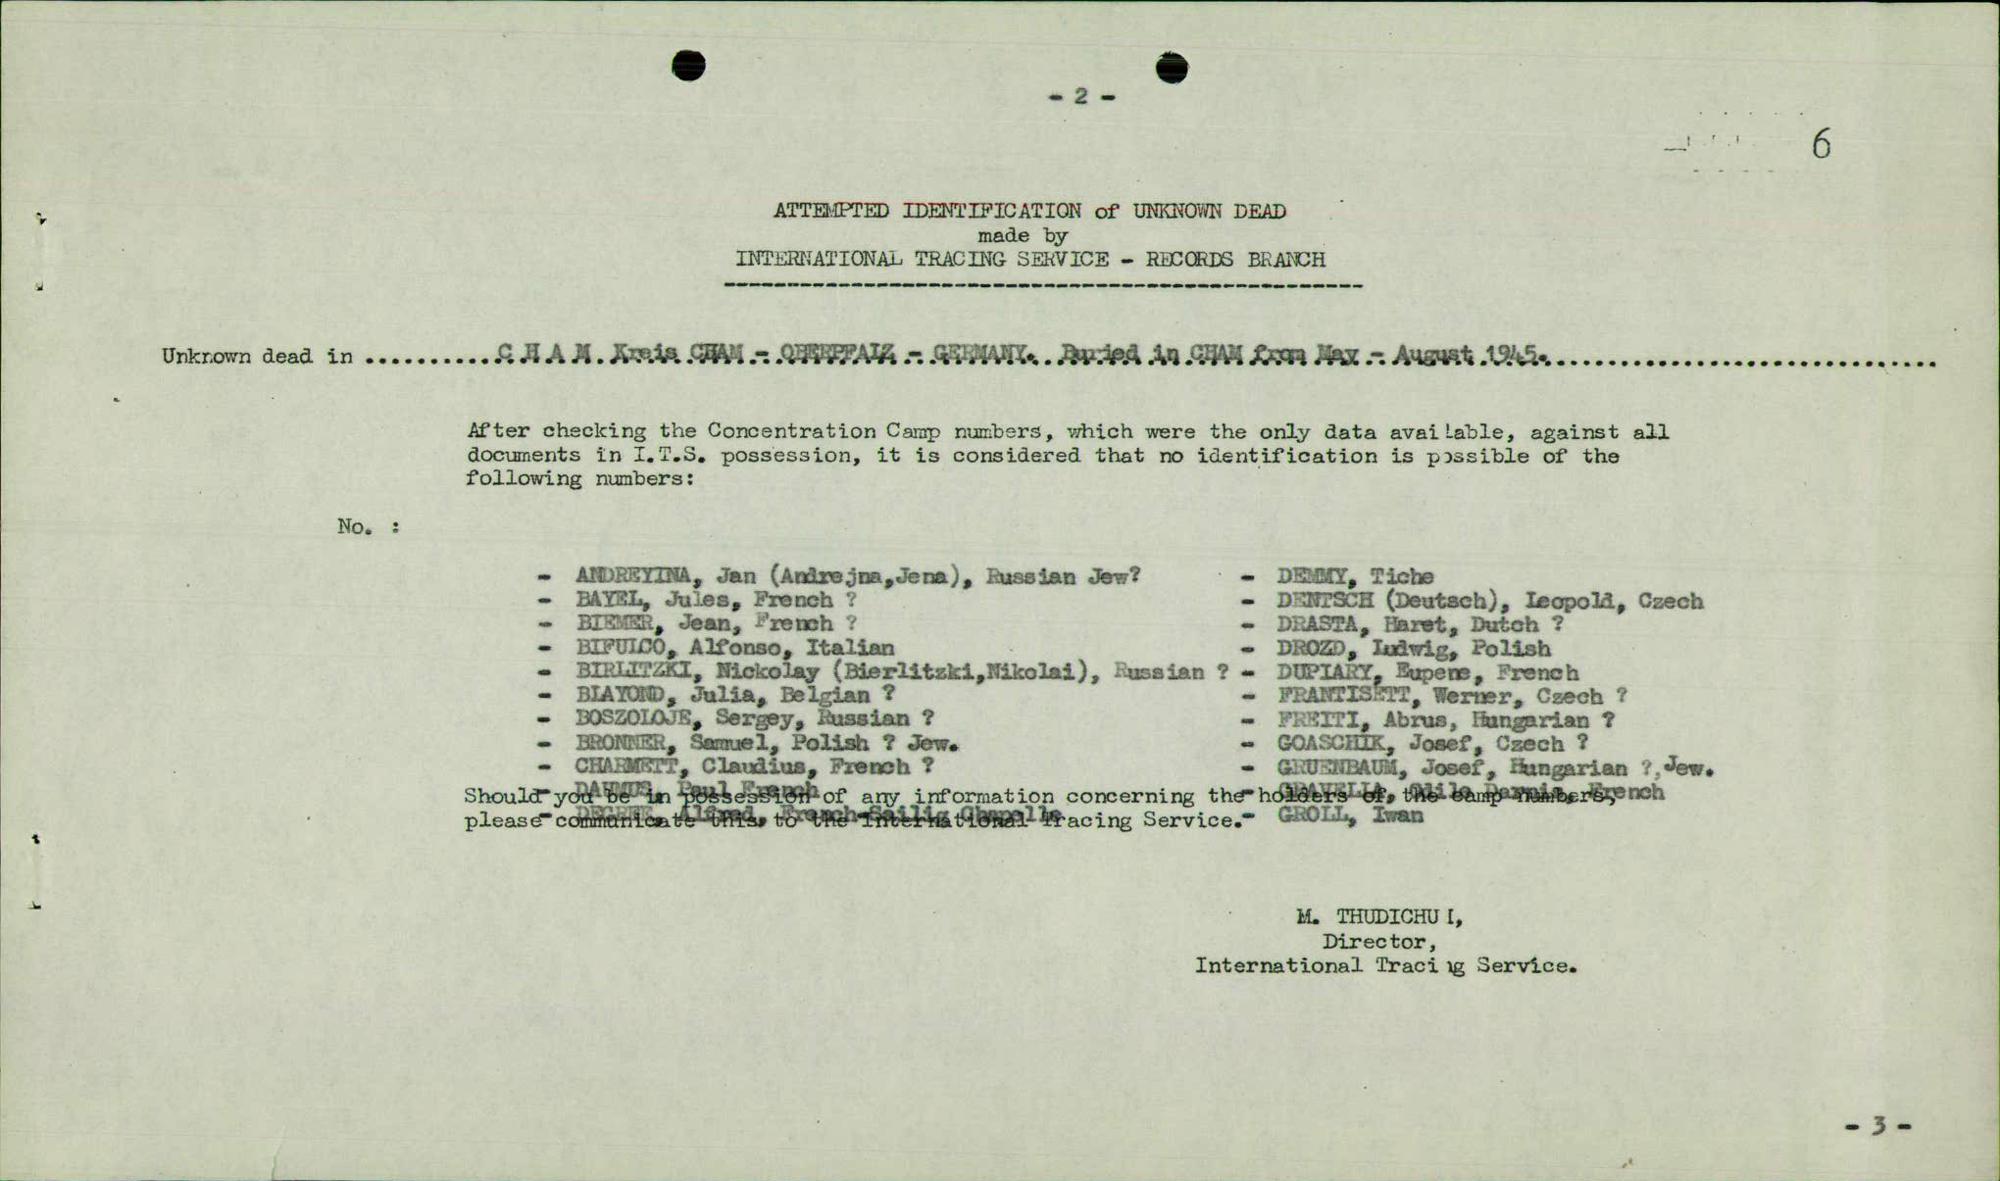 - 2 -
6
ATTEMPTED IDENTIFICATION of UNKNOWN DEAD
made by
INTERNATIONAL TRACING SERVICE - RECORDS BRANCH
Unknown dead in ..........C H A M. Kreis CHAM - OBERPFALZ - GERMANY. Buried in CHAM from May - August 1945.
After checking the Concentration Camp numbers, which were the only data available, against all
documents in I.T.S. possession, it is considered that no identification is possible of the
following numbers:
No. :
- ANDREYINA, Jan (Andrejna,Jena), Russian Jew?
- BAYEL, Jules, French ?
- BIEMER, Jean, French ?
- BIFULCO, Alfonso, Italian
- BIRLITZKI, Nickolay (Bierlitzki,Nikolai), Russian ?
- BLAYOND, Julia, Belgian ?
- BOSZOLOJE, Sergey, Russian ?
- BRONNER, Samuel, Polish ? Jew.
- CHARMETT, Claudius, French ?
- Paul French
- Alfred, French
- DEMMY, Tiche
- DENTSCH (Deutsch), Leopold, Czech
- DRASTA, Haret, Dutch ?
- DROZD, Ludwig, Polish
- DUPIARY, Eupene, French
- FRANTISETT, Werner, Czech ?
- FREITI, Abrus, Hungarian ?
- GOASCHIK, Josef, Czech ?
- GRUENBAUM, Josef, Hungarian ?, Jew.
- French
- GROLL, Iwan
Should you be in possession of any information concerning the holders of the camp numbers,
please communicate this to the International Tracing Service.
M. THUDICHUM,
Director,
International Tracing Service.
- 3 -